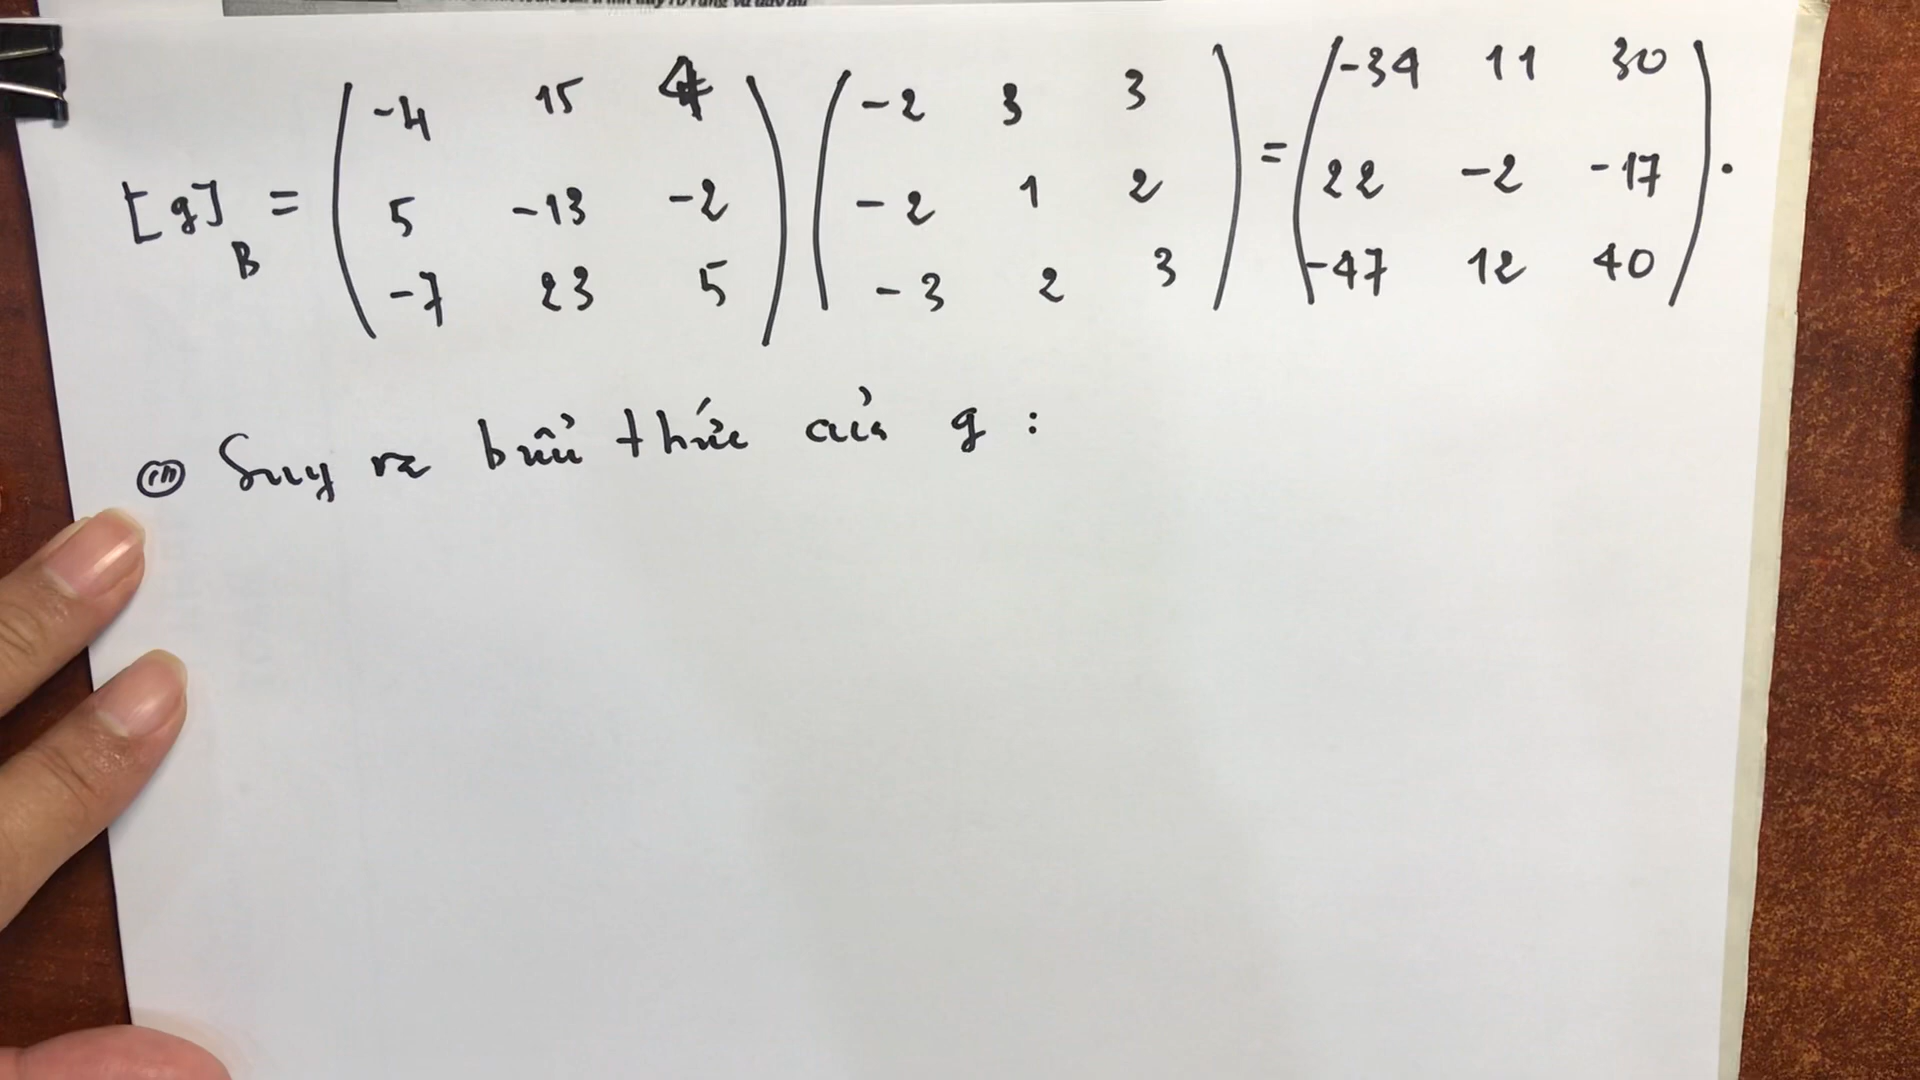 [g]_B = (-4 15 4; 5 -13 -2; -7 23 5) (-2 3 3; -2 1 2; -3 2 3) = (-34 11 30; 22 -2 -17; -47 12 40).
Suy ra biểu thức của g :